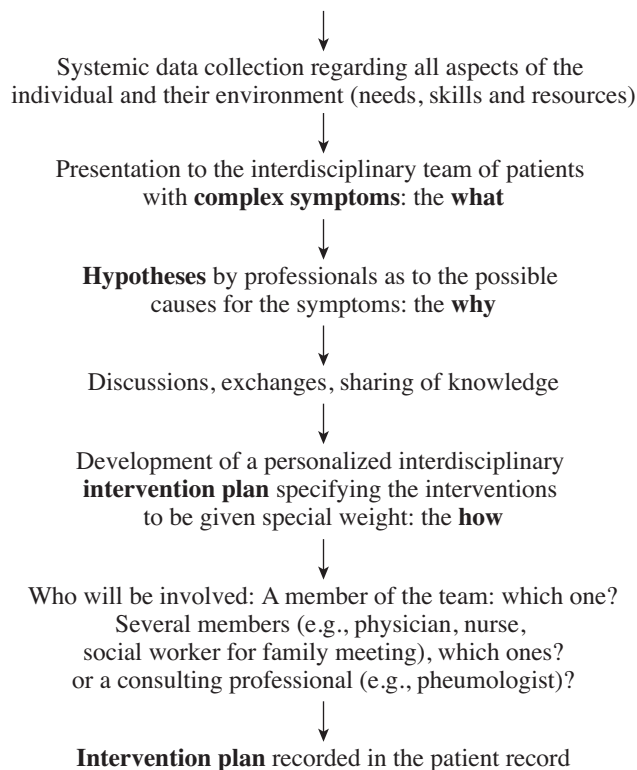 Systemic data collection regarding all aspects of the
individual and their environment (needs, skills and resources)
Presentation to the interdisciplinary team of patients
with complex symptoms: the what
Hypotheses by professionals as to the possible
causes for the symptoms: the why
Discussions, exchanges, sharing of knowledge
Development of a personalized interdisciplinary
intervention plan specifying the interventions
to be given special weight: the how
Who will be involved: A member of the team: which one?
Several members (e.g., physician, nurse,
social worker for family meeting), which ones?
or a consulting professional (e.g., pheumologist)?
Intervention plan recorded in the patient record